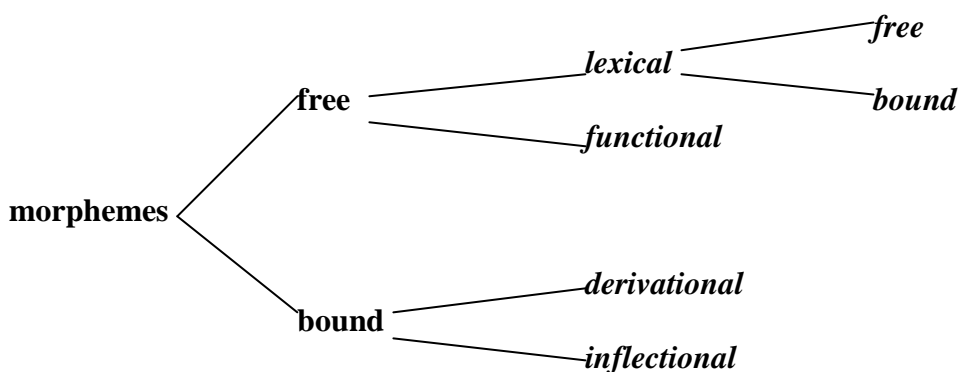 free
lexical
free
bound
functional
morphemes
derivational
bound
inflectional